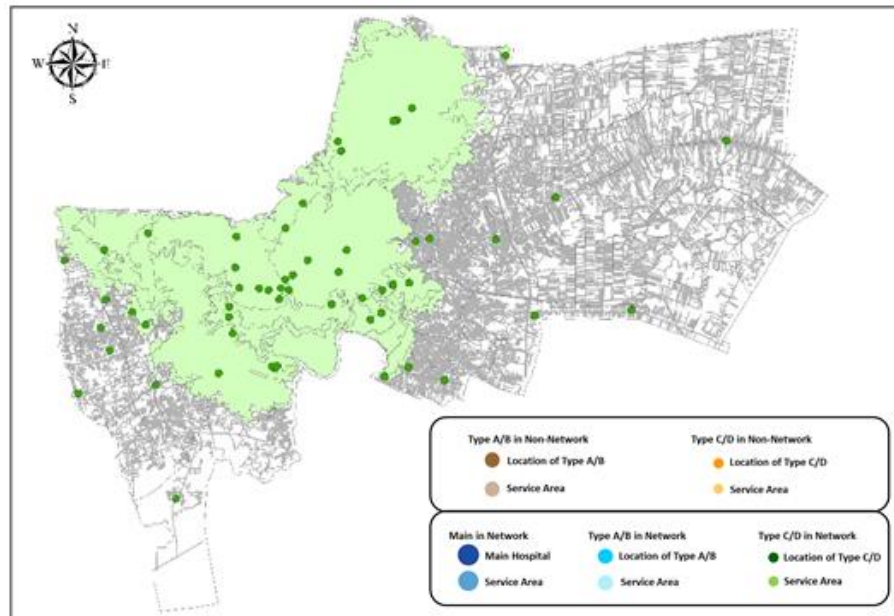 N
W E
S
Type A/B in Non-Network
Location of Type A/B
Service Area
Type C/D in Non-Network
Location of Type C/D
Service Area
Main in Network
Main Hospital
Service Area
Type A/B in Network
Location of Type A/B
Service Area
Type C/D in Network
Location of Type C/D
Service Area